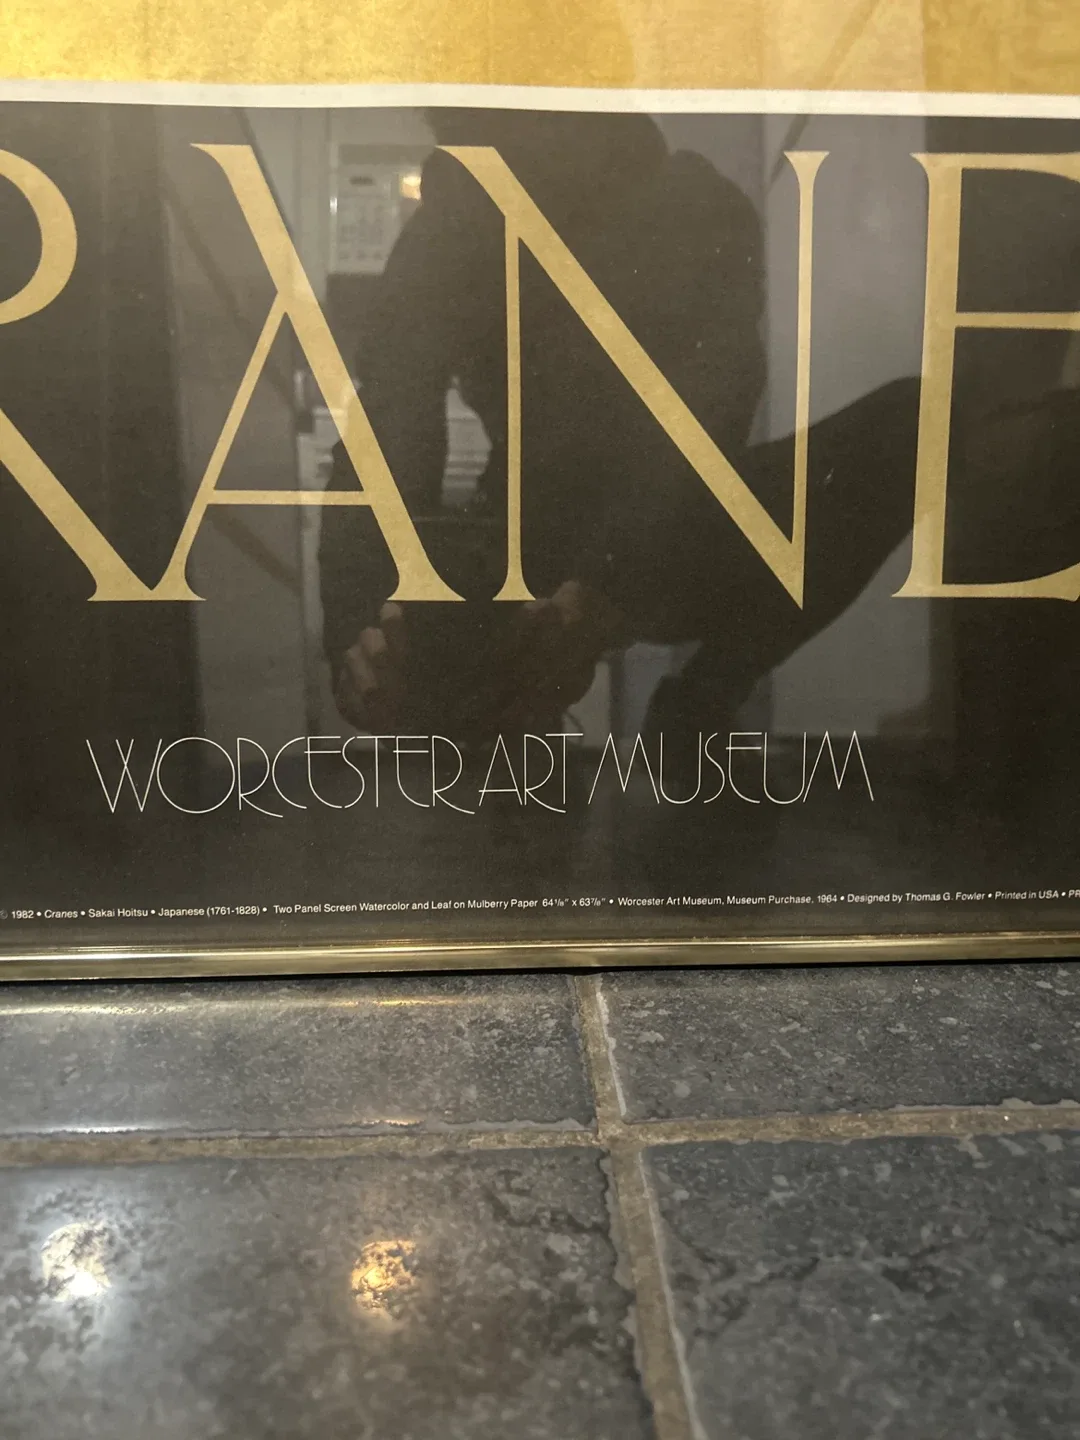 RANE
WORCESTER ART MUSEUM
© 1982 • Cranes • Sakai Hoitsu • Japanese (1761-1828) • Two Panel Screen Watercolor and Leaf on Mulberry Paper 64⅛" x 63⅞" • Worcester Art Museum, Museum Purchase, 1964 • Designed by Thomas G. Fowler • Printed in USA • PR